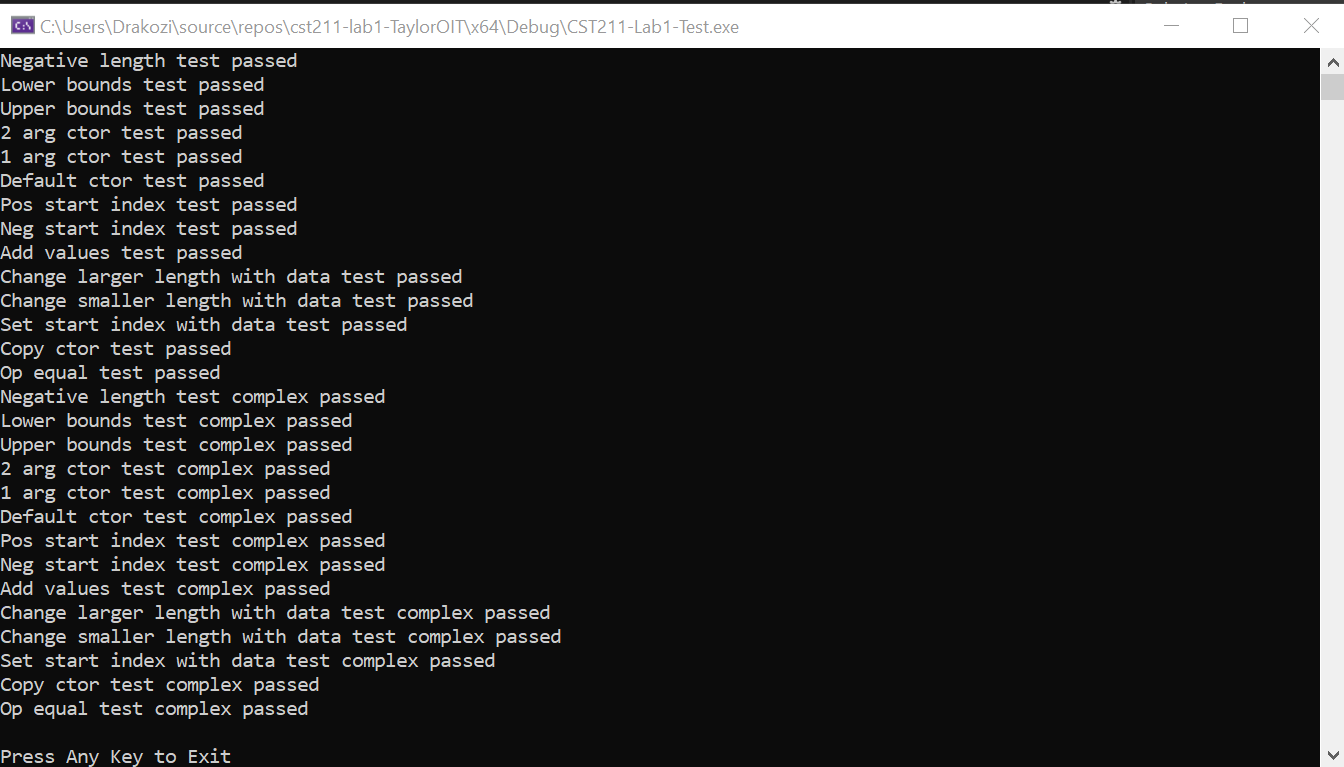 C:\Users\Drakozi\source\repos\cst211-lab1-TaylorOIT\x64\Debug\CST211-Lab1-Test.exe
Negative length test passed
Lower bounds test passed
Upper bounds test passed
2 arg ctor test passed
1 arg ctor test passed
Default ctor test passed
Pos start index test passed
Neg start index test passed
Add values test passed
Change larger length with data test passed
Change smaller length with data test passed
Set start index with data test passed
Copy ctor test passed
Op equal test passed
Negative length test complex passed
Lower bounds test complex passed
Upper bounds test complex passed
2 arg ctor test complex passed
1 arg ctor test complex passed
Default ctor test complex passed
Pos start index test complex passed
Neg start index test complex passed
Add values test complex passed
Change larger length with data test complex passed
Change smaller length with data test complex passed
Set start index with data test complex passed
Copy ctor test complex passed
Op equal test complex passed
Press Any Key to Exit